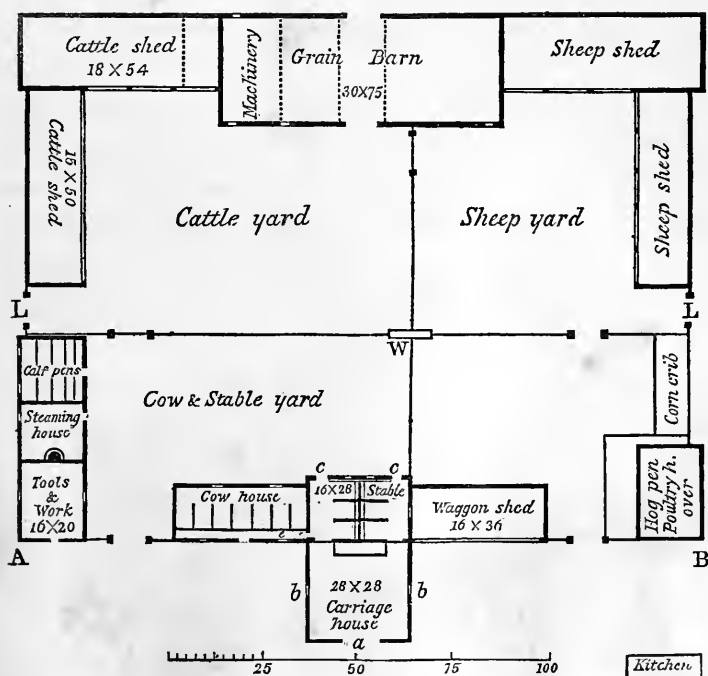 Cattle shed
18 X 54
Machinery
Grain Barn
30X75
Sheep shed
15 X 50
Cattle shed
Cattle yard
Sheep yard
Sheep shed
L
L
W
Calf pens
Steaming
house
Tools
&
Work
16X20
Cow & Stable yard
Corn crib
c
c
Cow house
16X28
Stable
Waggon shed
16 X 36
Hog pen
Poultry h.
over
A
B
b
28 X 28
b
Carriage
house
a
25
50
75
100
Kitchen